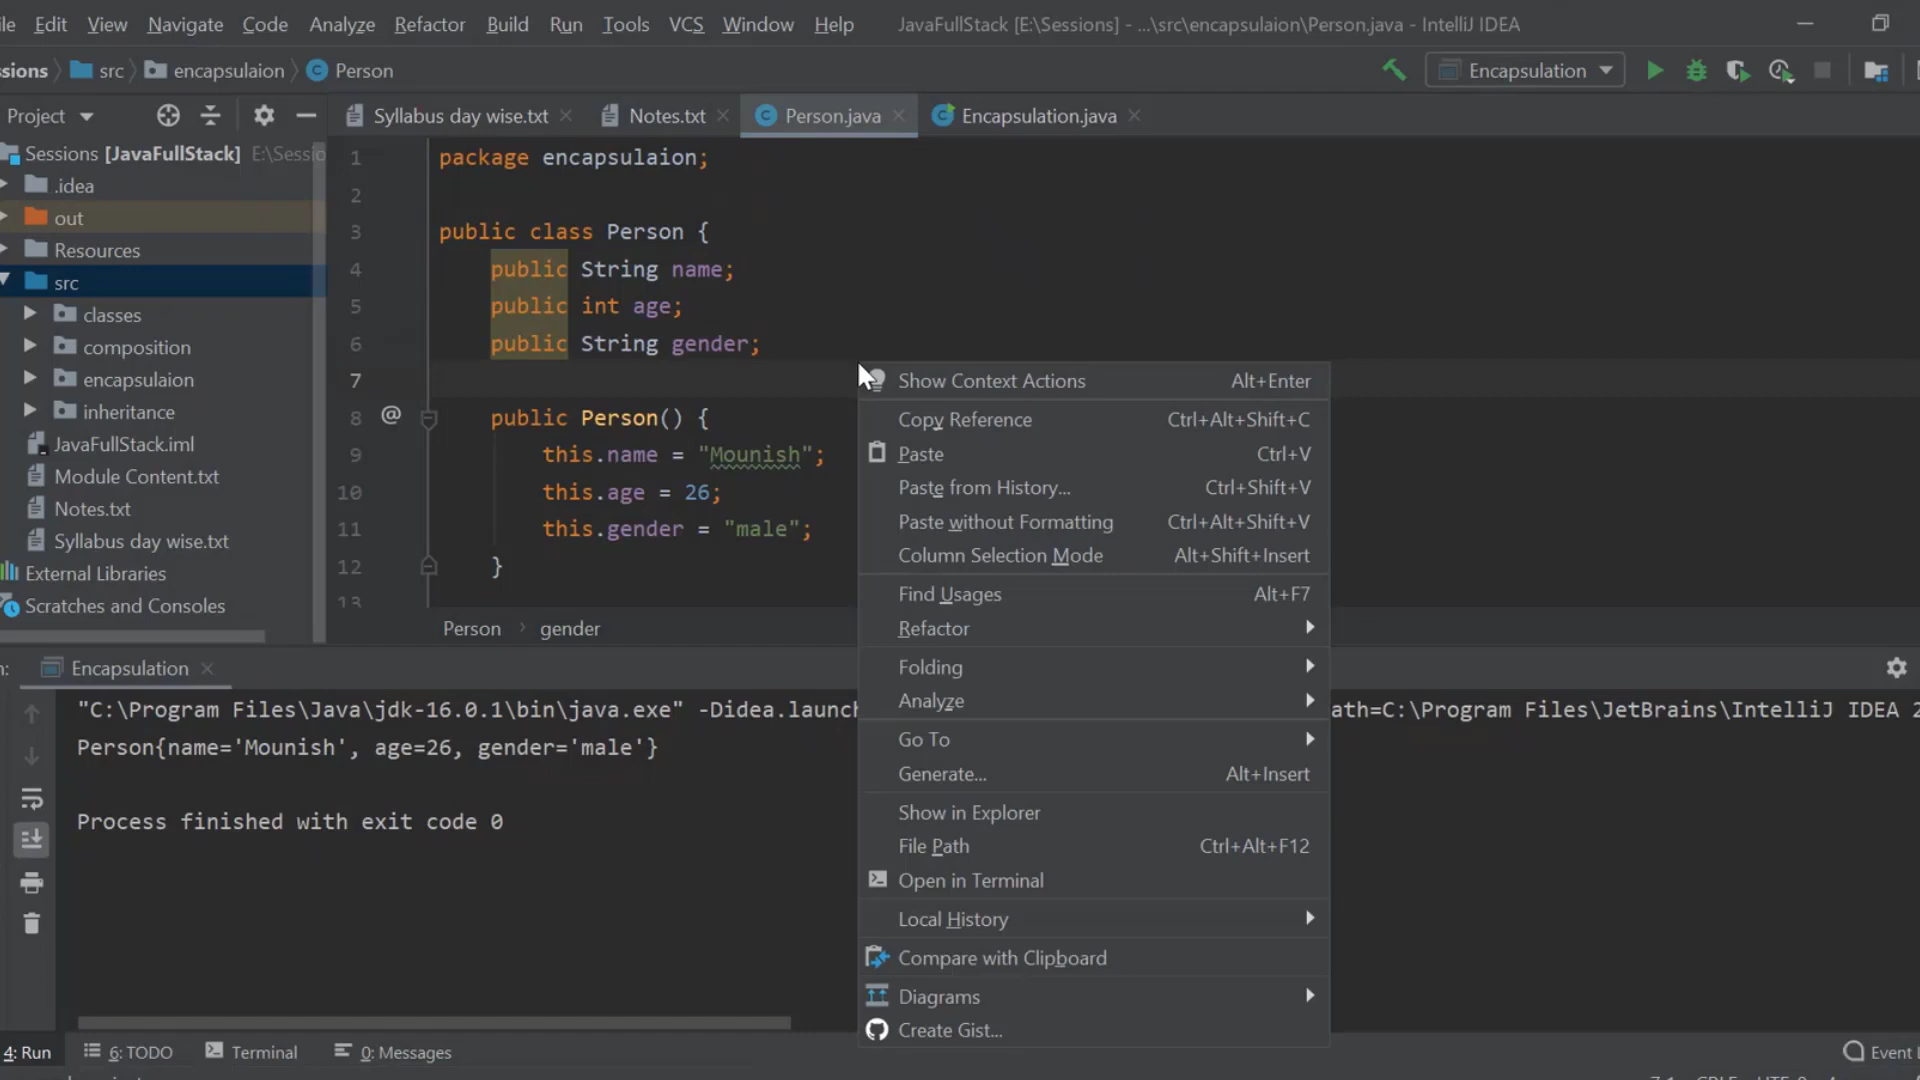 ile Edit View Navigate Code Analyze Refactor Build Run Tools VCS Window Help JavaFullStack [E:\Sessions] - ...\src\encapsulaion\Person.java - IntelliJ IDEA
ssions src encapsulaion Person Encapsulation
Project Syllabus day wise.txt Notes.txt Person.java Encapsulation.java
Sessions [JavaFullStack] E:\Sessio
.idea
out
Resources
src
classes
composition
encapsulaion
inheritance
JavaFullStack.iml
Module Content.txt
Notes.txt
Syllabus day wise.txt
External Libraries
Scratches and Consoles
1 package encapsulaion;
2
3 public class Person {
4 public String name;
5 public int age;
6 public String gender;
7
8 @ public Person() {
9 this.name = "Mounish";
10 this.age = 26;
11 this.gender = "male";
12 }
13
Person > gender
Show Context Actions Alt+Enter
Copy Reference Ctrl+Alt+Shift+C
Paste Ctrl+V
Paste from History... Ctrl+Shift+V
Paste without Formatting Ctrl+Alt+Shift+V
Column Selection Mode Alt+Shift+Insert
Find Usages Alt+F7
Refactor
Folding
Analyze
Go To
Generate... Alt+Insert
Show in Explorer
File Path Ctrl+Alt+F12
Open in Terminal
Local History
Compare with Clipboard
Diagrams
Create Gist...
n: Encapsulation
"C:\Program Files\Java\jdk-16.0.1\bin\java.exe" -Didea.launch ath=C:\Program Files\JetBrains\IntelliJ IDEA 2
Person{name='Mounish', age=26, gender='male'}
Process finished with exit code 0
4: Run 6: TODO Terminal 0: Messages Event L